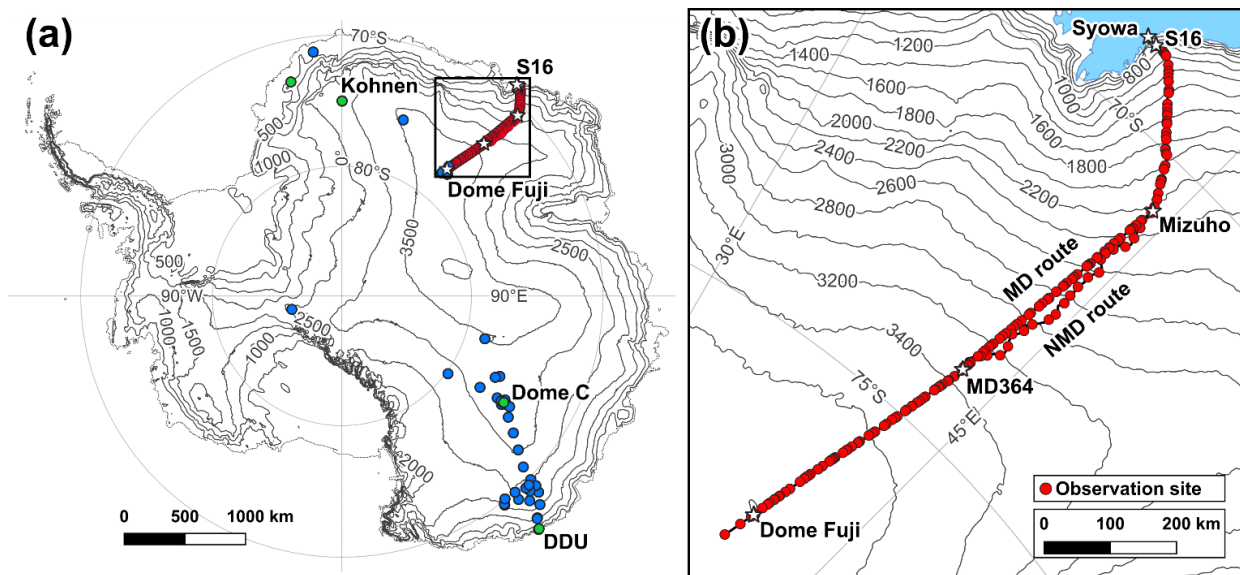 (a)
70°S
Kohnen
S16
500
1000
0°
80°S
Dome Fuji
3500
2500
500
90°W
90°E
2500
1000
1500
1000
Dome C
2000
0 500 1000 km
DDU
(b)
Syowa
S16
1400
1200
800
1000
1600
1800
70°S
2000
1600
2200
2400
1800
3000
2600
2200
2800
Mizuho
30°E
MD route
3200
NMD route
3400
MD364
75°S
45°E
Observation site
0 100 200 km
Dome Fuji